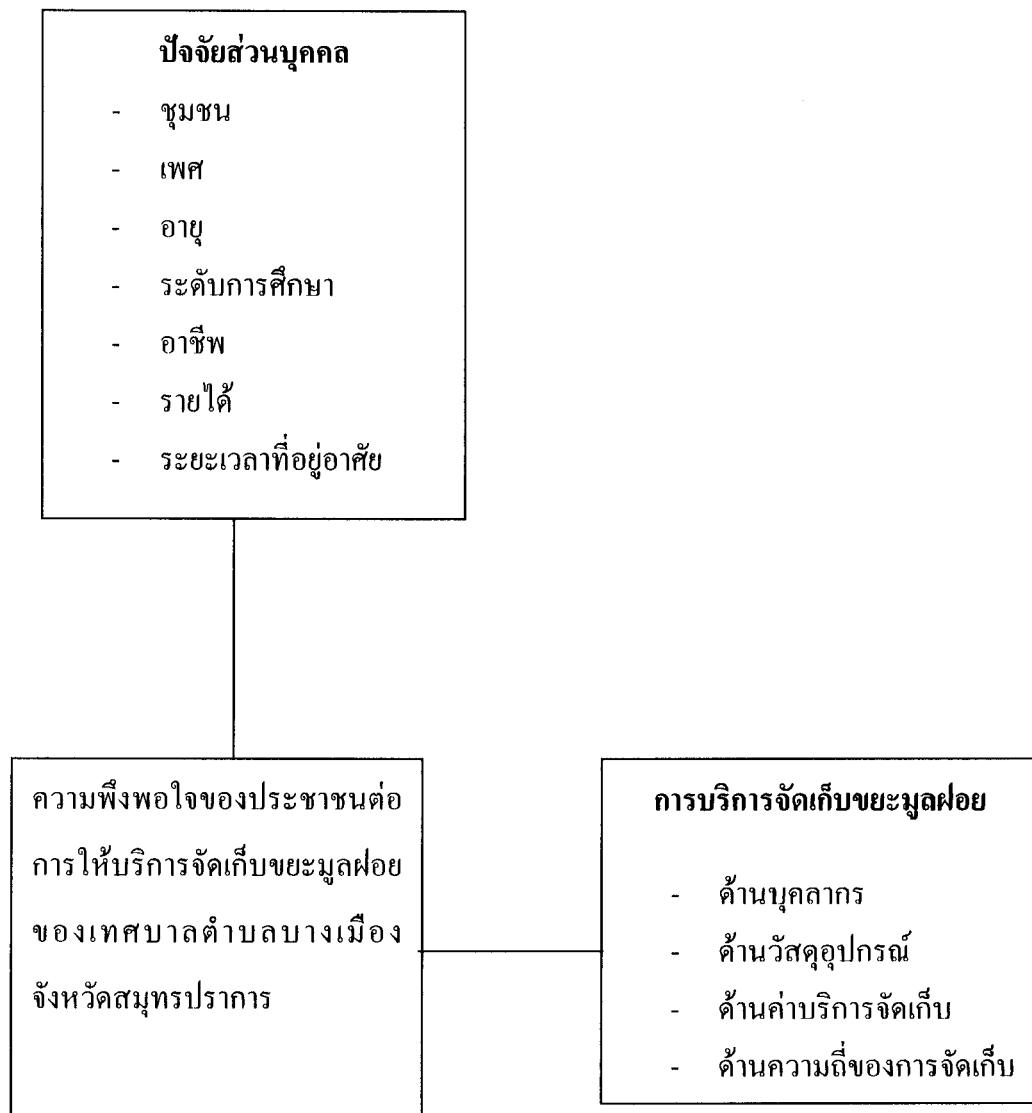 ปัจจัยส่วนบุคคล
- ชุมชน
- เพศ
- อายุ
- ระดับการศึกษา
- อาชีพ
- รายได้
- ระยะเวลาที่อยู่อาศัย
ความพึงพอใจของประชาชนต่อ
การให้บริการจัดเก็บขยะมูลฝอย
ของเทศบาลตำบลบางเมือง
จังหวัดสมุทรปราการ
การบริการจัดเก็บขยะมูลฝอย
- ด้านบุคลากร
- ด้านวัสดุอุปกรณ์
- ด้านค่าบริการจัดเก็บ
- ด้านความถี่ของการจัดเก็บ